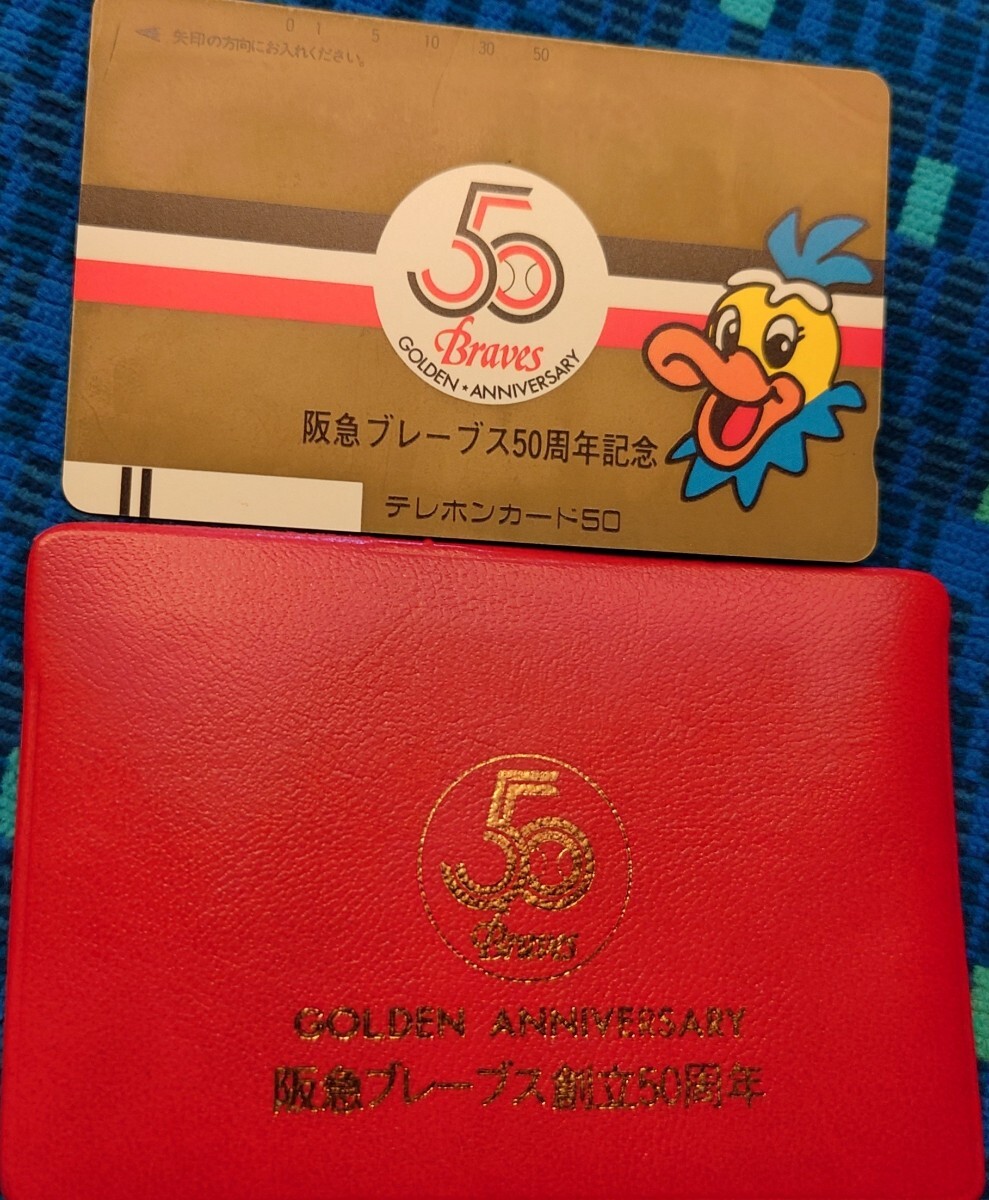 0 1 5 10 30 50
矢印の方向にお入れください。
50
Braves
GOLDEN★ANNIVERSARY
阪急ブレーブス50周年記念
テレホンカード50
50
Braves
GOLDEN ANNIVERSARY
阪急ブレーブス創立50周年